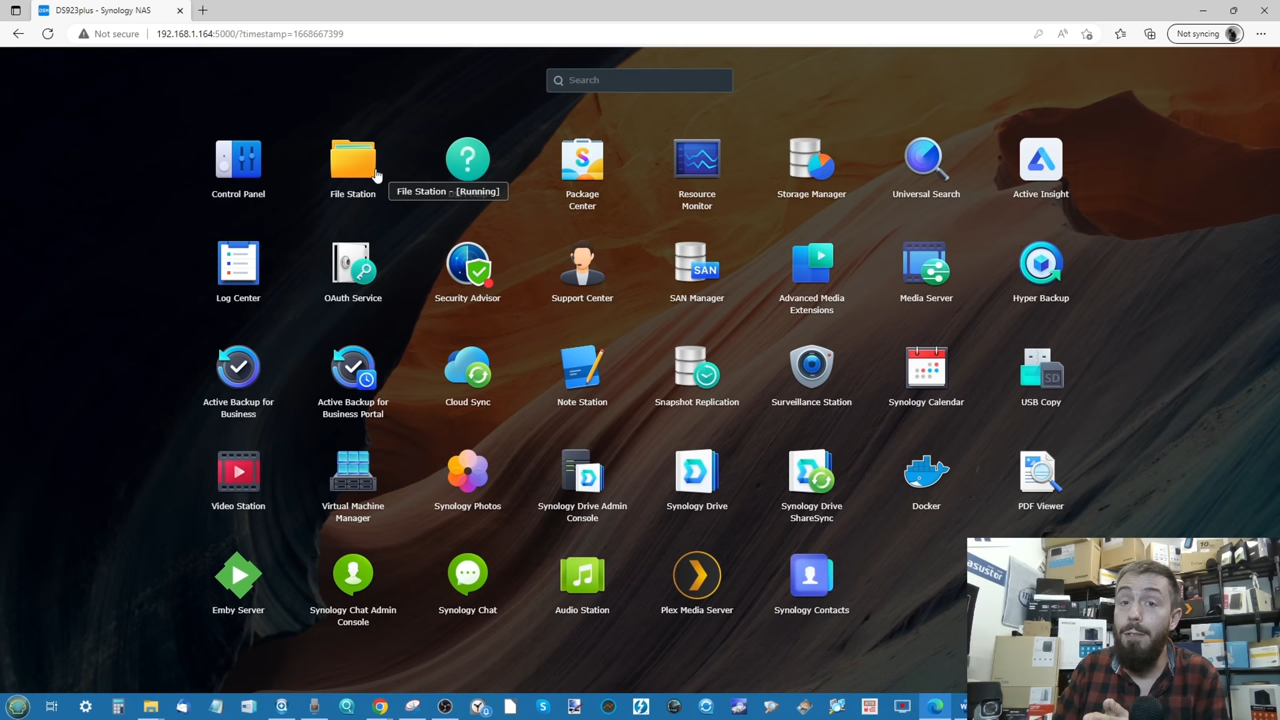 DS923plus - Synology NAS
Not secure
192.168.1.164:5000/?timestamp=1668667399
Not syncing
Search
Control Panel
File Station
File Station - [Running]
Package
Center
Resource
Monitor
Storage Manager
Universal Search
Active Insight
Log Center
OAuth Service
Security Advisor
Support Center
SAN
SAN Manager
Advanced Media
Extensions
Media Server
Hyper Backup
Active Backup for
Business
Active Backup for
Business Portal
Cloud Sync
Note Station
Snapshot Replication
Surveillance Station
Synology Calendar
SD
USB Copy
Video Station
Virtual Machine
Manager
Synology Photos
Synology Drive Admin
Console
Synology Drive
Synology Drive
ShareSync
Docker
PDF Viewer
Emby Server
Synology Chat Admin
Console
Synology Chat
Audio Station
Plex Media Server
Synology Contacts